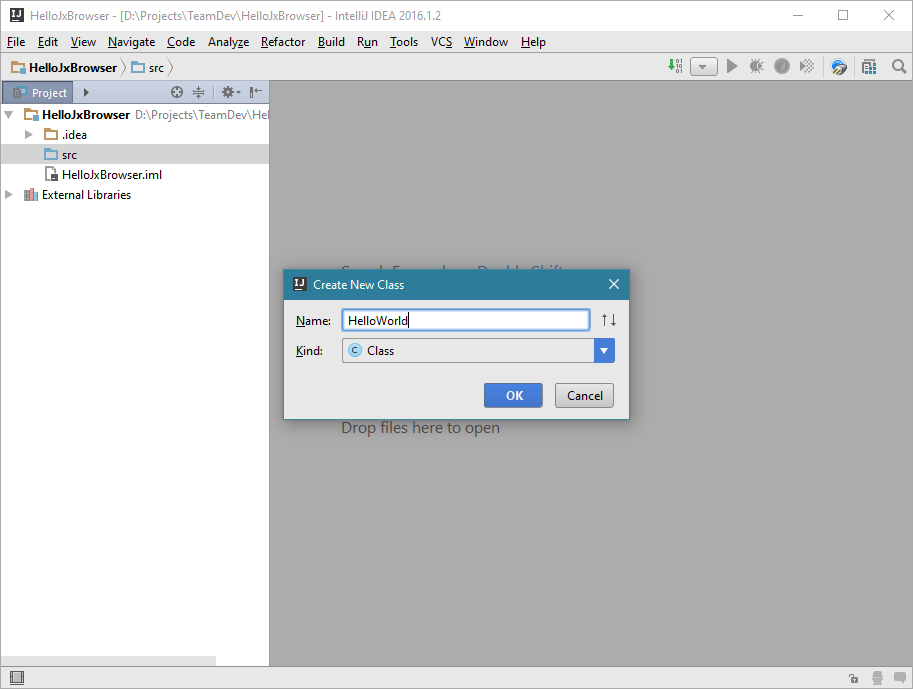 HelloJxBrowser - [D:\Projects\TeamDev\HelloJxBrowser] - IntelliJ IDEA 2016.1.2
File Edit View Navigate Code Analyze Refactor Build Run Tools VCS Window Help
HelloJxBrowser src
Project
HelloJxBrowser D:\Projects\TeamDev\Hel
.idea
src
HelloJxBrowser.iml
External Libraries
Create New Class
Name: HelloWorld
Kind: Class
OK Cancel
Drop files here to open